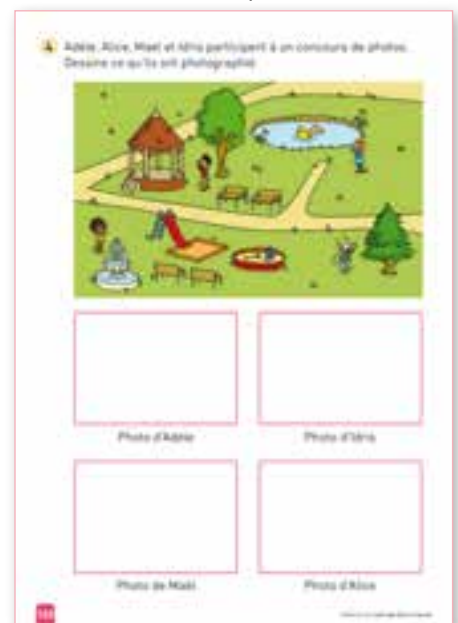 4 Adèle, Alice, Maël et Idris participent à un concours de photos.
Dessine ce qu'ils ont photographié.
Photo d'Adèle
Photo d'Idris
Photo de Maël
Photo d'Alice